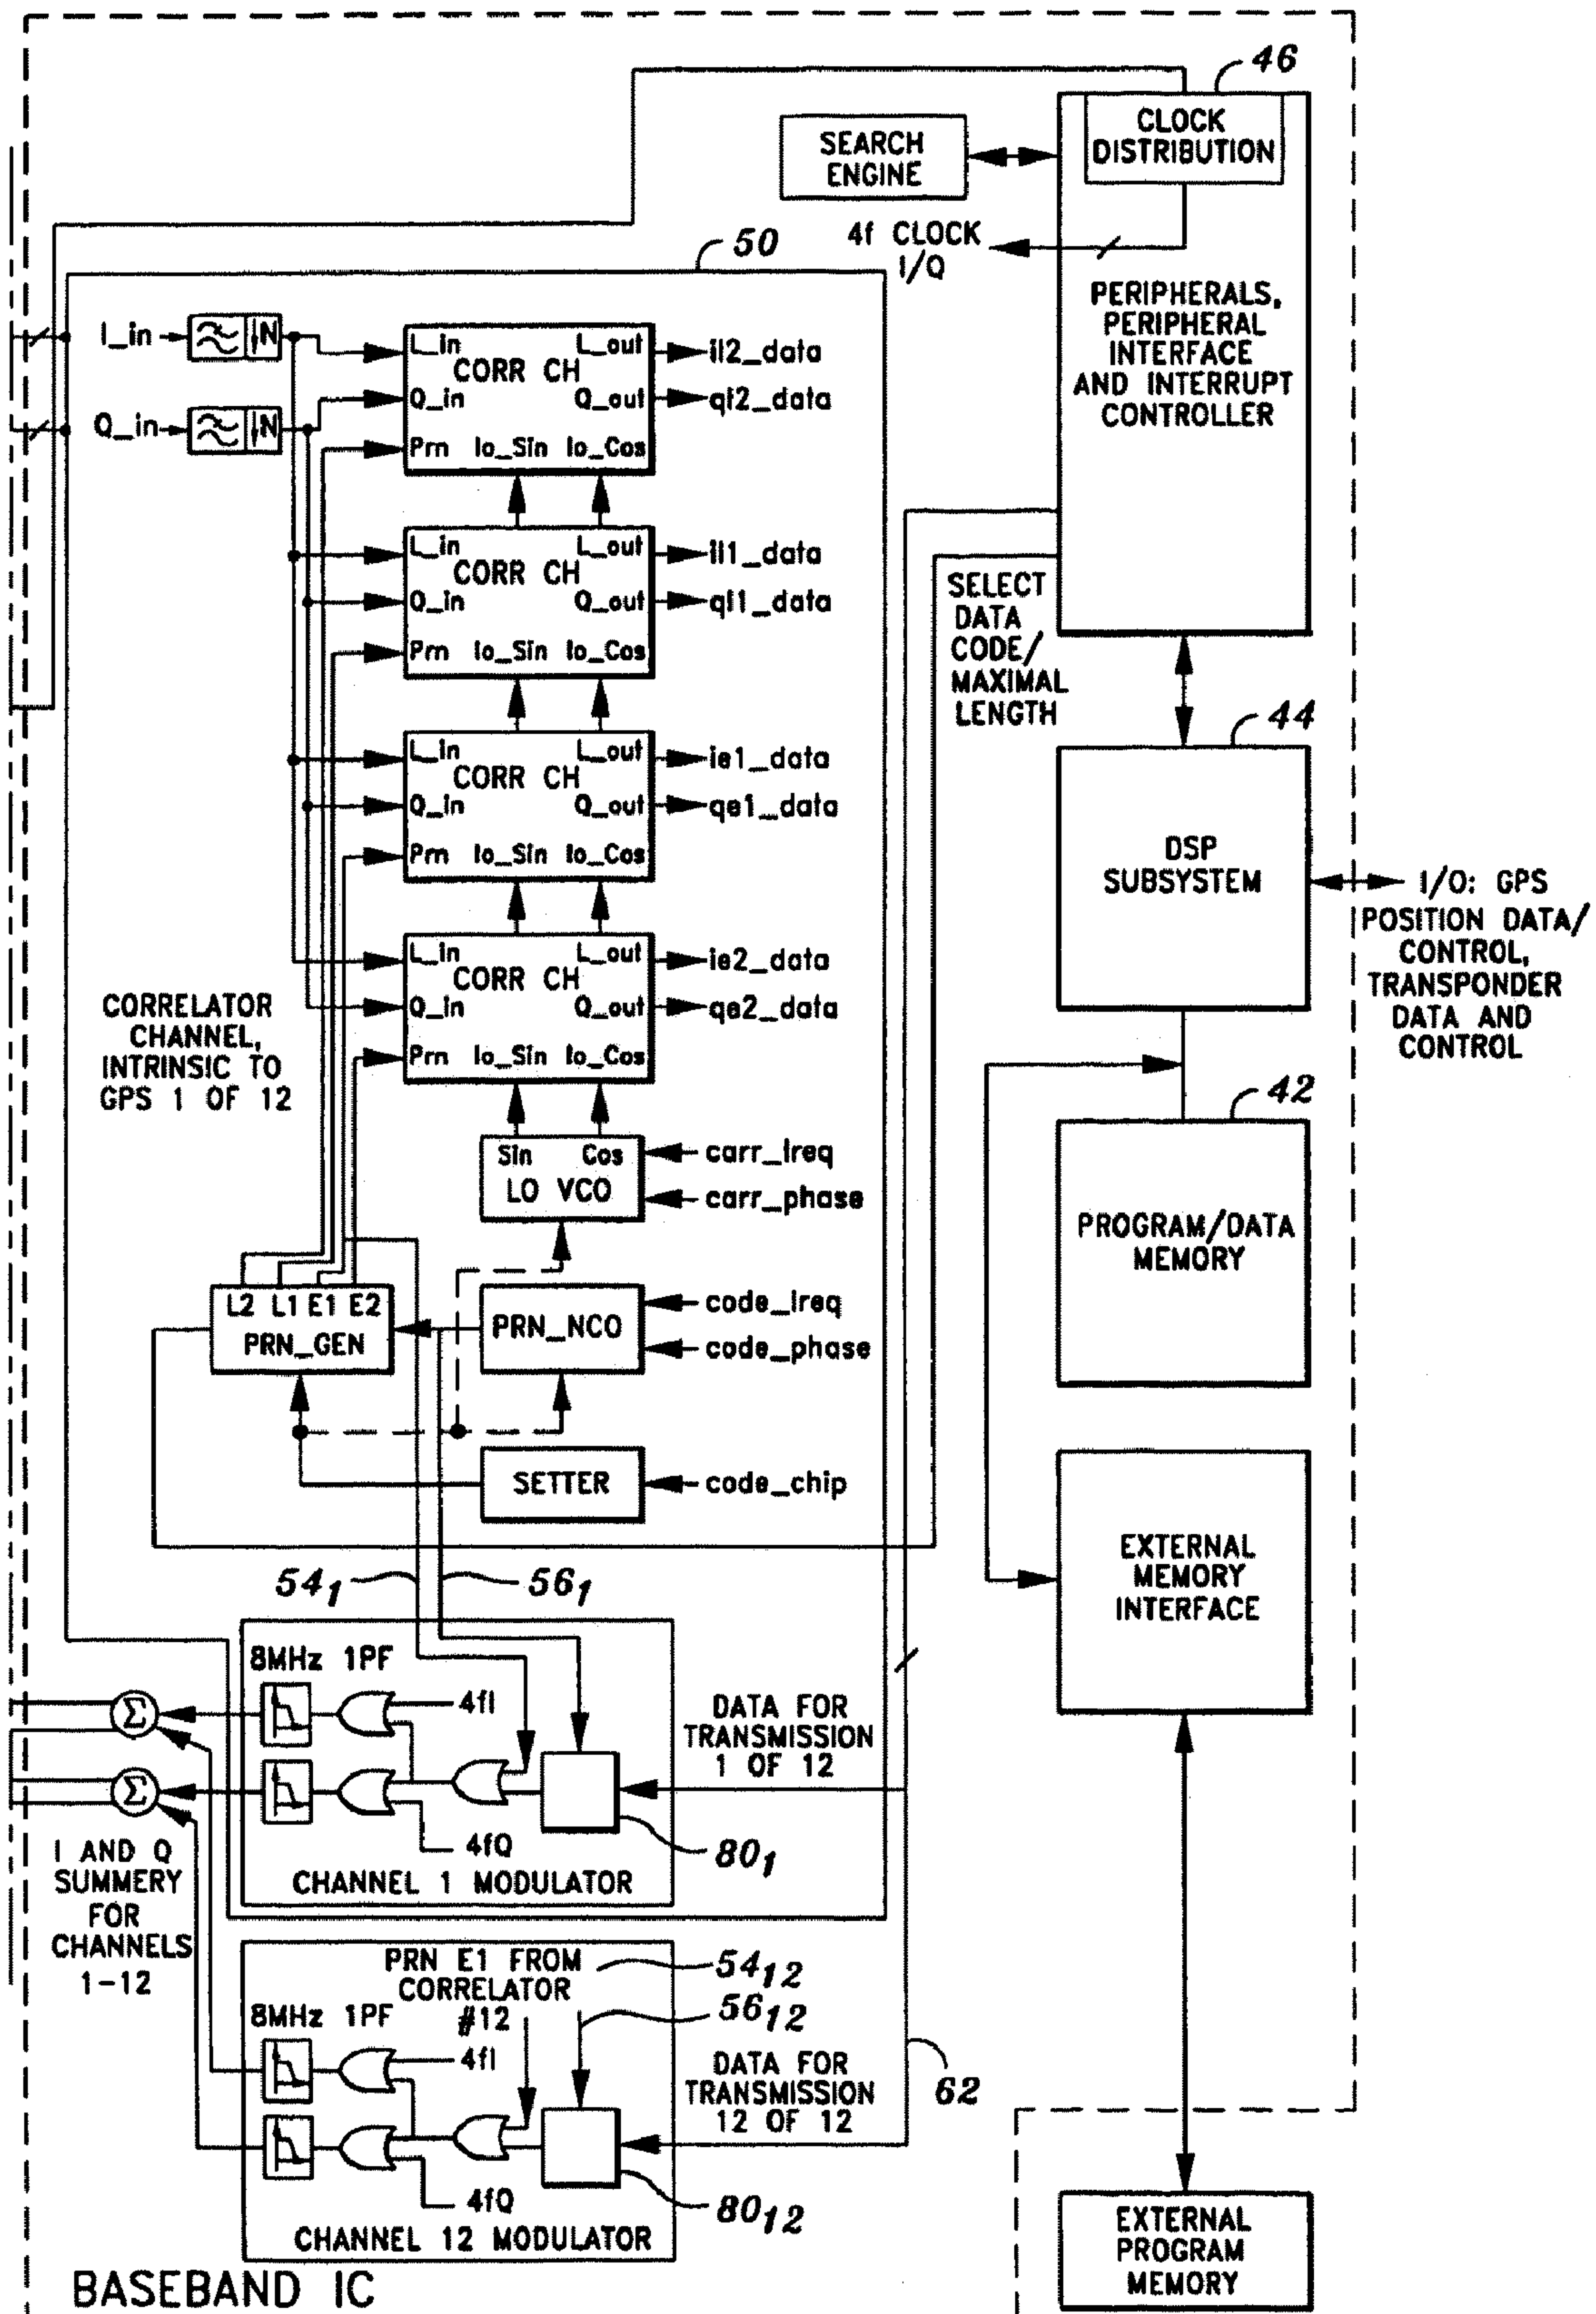 46
CLOCK
DISTRIBUTION
SEARCH
ENGINE
4f CLOCK
I/Q
PERIPHERALS,
PERIPHERAL
INTERFACE
AND INTERRUPT
CONTROLLER
50
I_in
↓N
Q_in
↓N
L_in L_out
CORR CH
Q_in Q_out
Prn lo_Sin lo_Cos
il2_data
ql2_data
L_in L_out
CORR CH
Q_in Q_out
Prn lo_Sin lo_Cos
il1_data
ql1_data
L_in L_out
CORR CH
Q_in Q_out
Prn lo_Sin lo_Cos
ie1_data
qe1_data
L_in L_out
CORR CH
Q_in Q_out
Prn lo_Sin lo_Cos
ie2_data
qe2_data
SELECT
DATA
CODE/
MAXIMAL
LENGTH
44
DSP
SUBSYSTEM
I/O: GPS
POSITION DATA/
CONTROL,
TRANSPONDER
DATA AND
CONTROL
CORRELATOR
CHANNEL,
INTRINSIC TO
GPS 1 OF 12
Sin Cos
LO VCO
carr_freq
carr_phase
42
PROGRAM/DATA
MEMORY
L2 L1 E1 E2
PRN_GEN
PRN_NCO
code_freq
code_phase
SETTER
code_chip
EXTERNAL
MEMORY
INTERFACE
54₁
56₁
8MHz 1PF
4fI
4fQ
Σ
Σ
DATA FOR
TRANSMISSION
1 OF 12
80₁
CHANNEL 1 MODULATOR
I AND Q
SUMMERY
FOR
CHANNELS
1-12
PRN E1 FROM
CORRELATOR
#12
54₁₂
56₁₂
8MHz 1PF
4fI
4fQ
DATA FOR
TRANSMISSION
12 OF 12
62
80₁₂
CHANNEL 12 MODULATOR
EXTERNAL
PROGRAM
MEMORY
BASEBAND IC